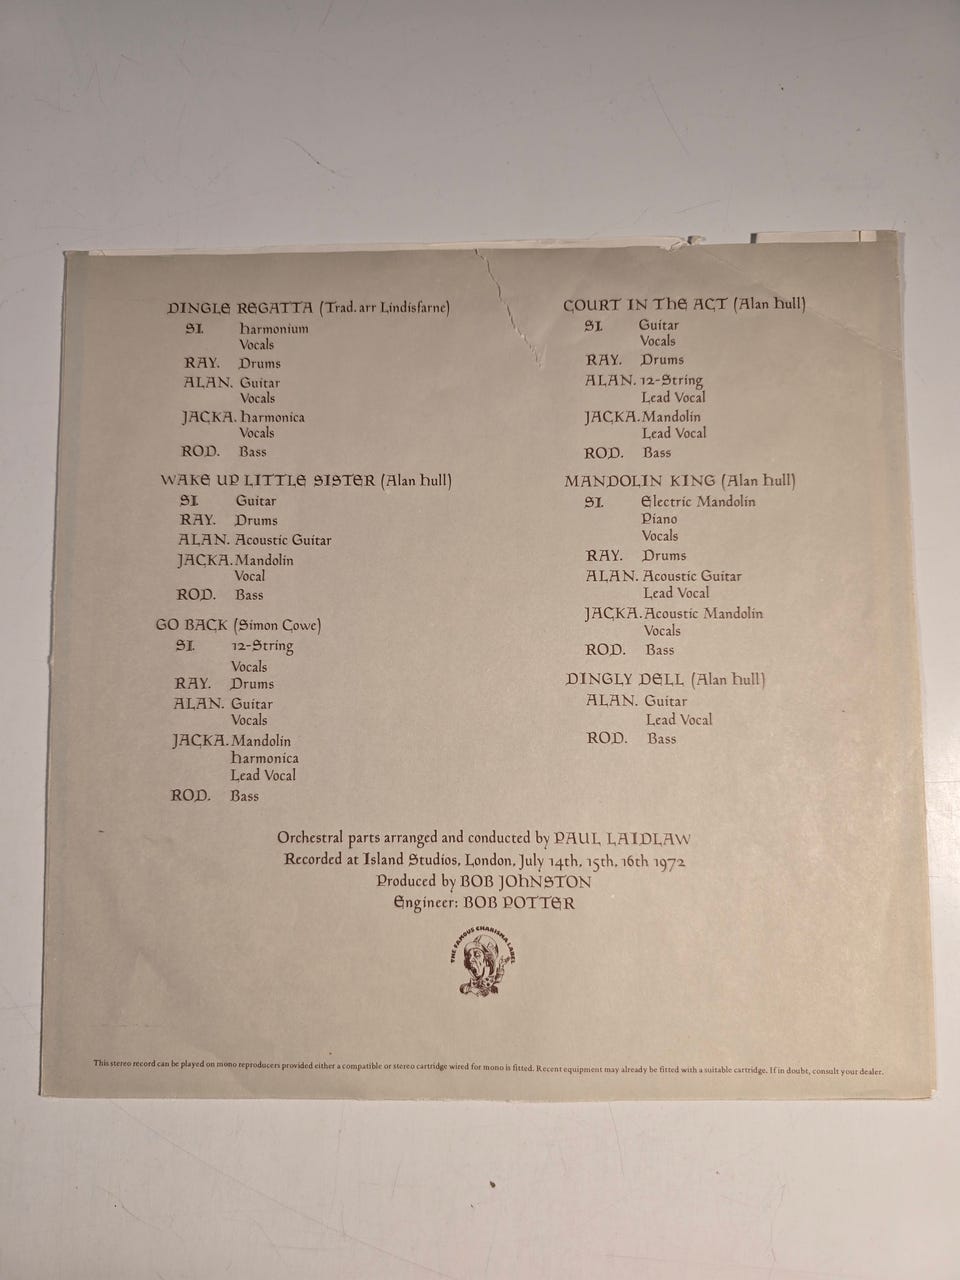 DINGLE REGATTA (Trad. arr Lindisfarne)
SI. harmonium
Vocals
RAY. Drums
ALAN. Guitar
Vocals
JACKA. harmonica
Vocals
ROD. Bass
WAKE UP LITTLE SISTER (Alan hull)
SI. Guitar
RAY. Drums
ALAN. Acoustic Guitar
JACKA. Mandolin
Vocal
ROD. Bass
GO BACK (Simon Cowe)
SI. 12-String
Vocals
RAY. Drums
ALAN. Guitar
Vocals
JACKA. Mandolin
harmonica
Lead Vocal
ROD. Bass
COURT IN The ACT (Alan hull)
SI. Guitar
Vocals
RAY. Drums
ALAN. 12-String
Lead Vocal
JACKA. Mandolin
Lead Vocal
ROD. Bass
MANDOLIN KING (Alan hull)
SI. Electric Mandolin
Piano
Vocals
RAY. Drums
ALAN. Acoustic Guitar
Lead Vocal
JACKA. Acoustic Mandolin
Vocals
ROD. Bass
DINGLY DELL (Alan hull)
ALAN. Guitar
Lead Vocal
ROD. Bass
Orchestral parts arranged and conducted by PAUL LAIDLAW
Recorded at Island Studios, London, July 14th, 15th, 16th 1972
Produced by BOB JOhNSTON
Engineer: BOB POTTER
THE FAMOUS CHARISMA LABEL
This stereo record can be played on mono reproducers provided either a compatible or stereo cartridge wired for mono is fitted. Recent equipment may already be fitted with a suitable cartridge. If in doubt, consult your dealer.